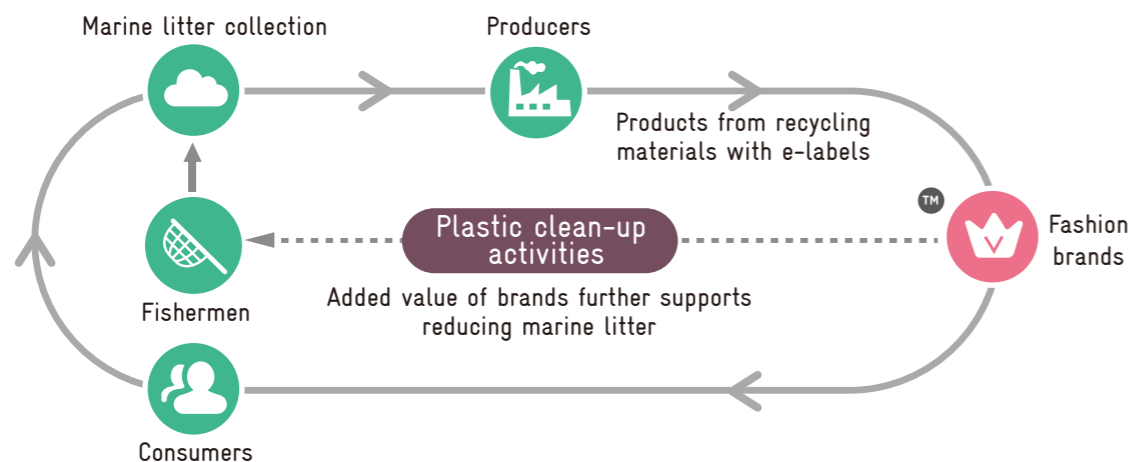 Marine litter collection
Producers
Products from recycling
materials with e-labels
TM
Fashion
brands
Plastic clean-up
activities
Added value of brands further supports
reducing marine litter
Fishermen
Consumers